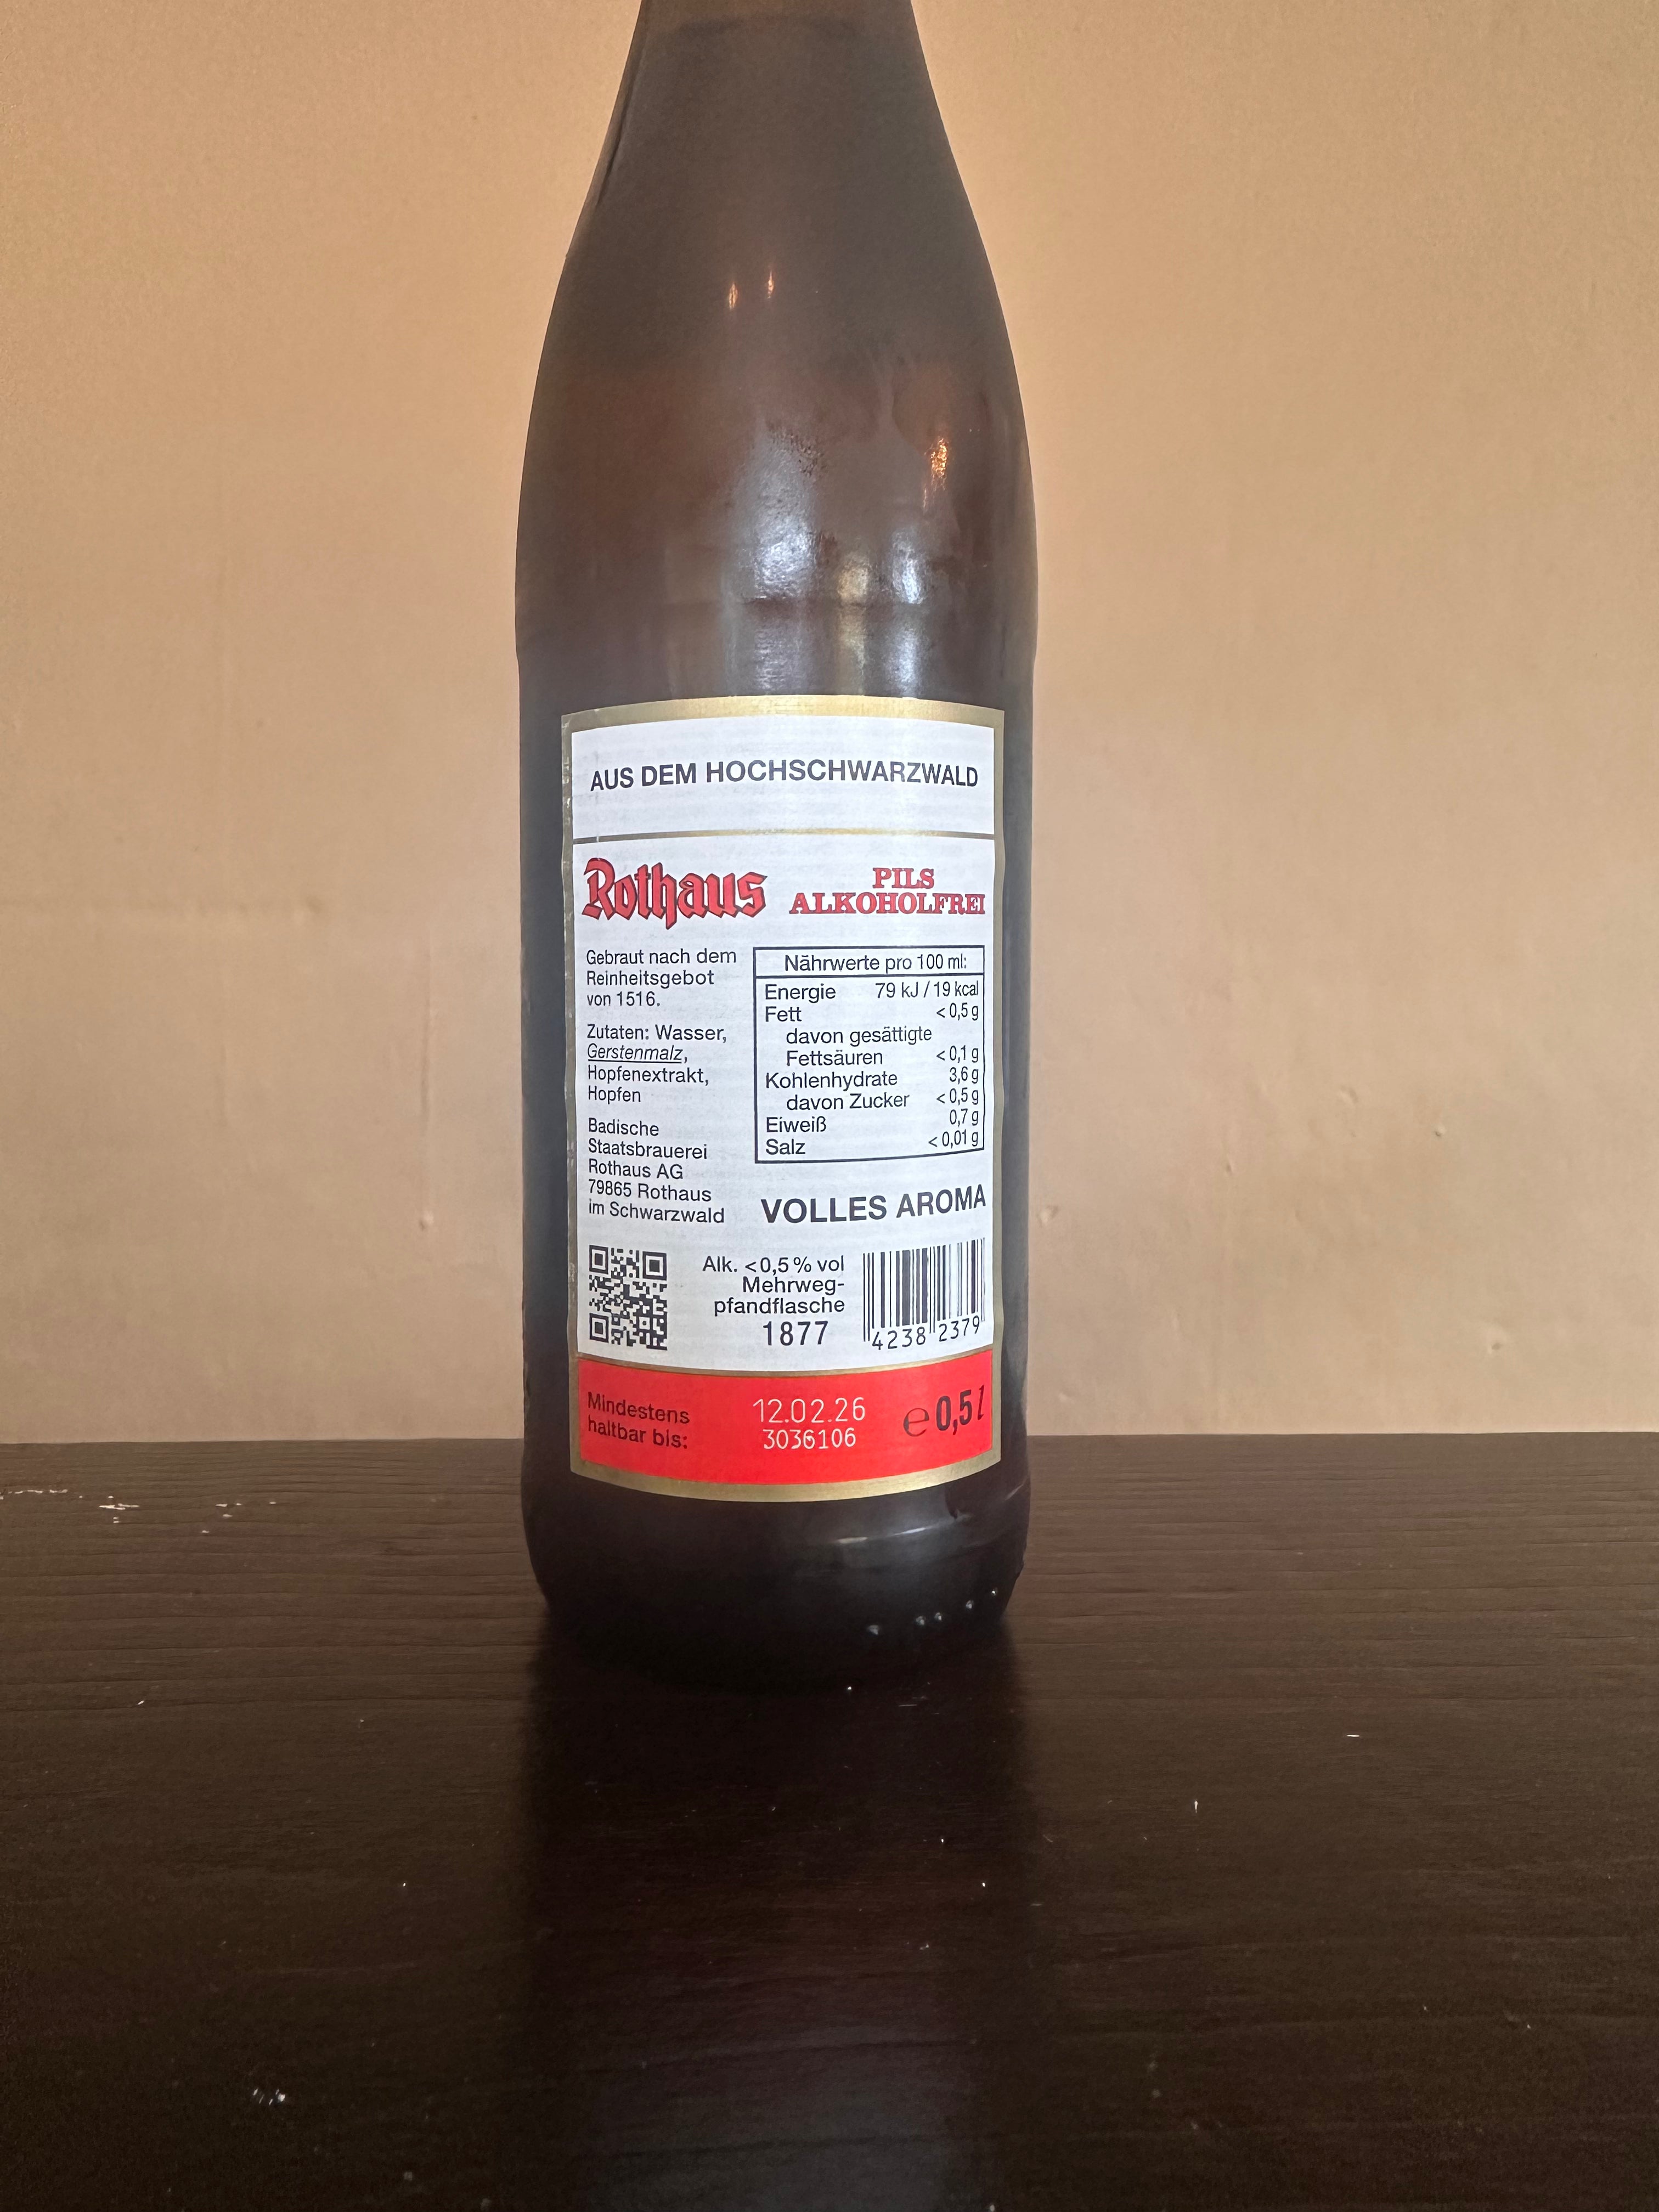 AUS DEM HOCHSCHWARZWALD
Rothaus
PILS
ALKOHOLFREI
Gebraut nach dem
Reinheitsgebot
von 1516.
Zutaten: Wasser,
Gerstenmalz,
Hopfenextrakt,
Hopfen
Badische
Staatsbrauerei
Rothaus AG
79865 Rothaus
im Schwarzwald
Nährwerte pro 100 ml:
Energie 79 kJ / 19 kcal
Fett < 0,5 g
davon gesättigte
Fettsäuren < 0,1 g
Kohlenhydrate 3,6 g
davon Zucker < 0,5 g
Eiweiß 0,7 g
Salz < 0,01 g
VOLLES AROMA
Alk. < 0,5 % vol
Mehrweg-
pfandflasche
1877
4238 2379
Mindestens
haltbar bis:
12.02.26
3036106
e 0,5 l